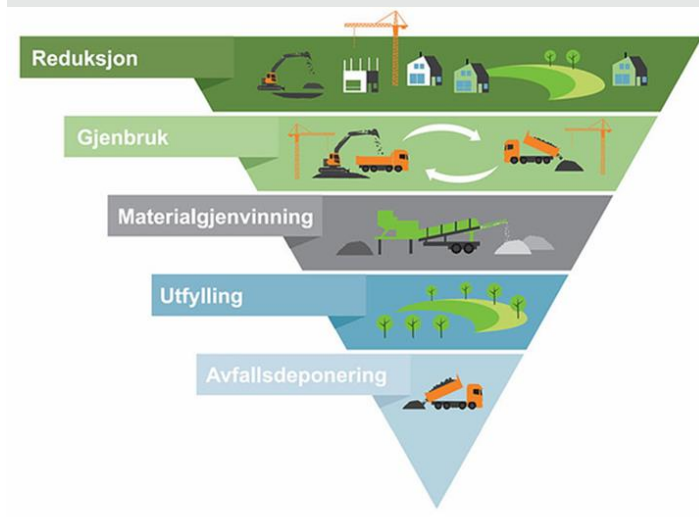 Reduksjon
Gjenbruk
Materialgjenvinning
Utfylling
Avfallsdeponering